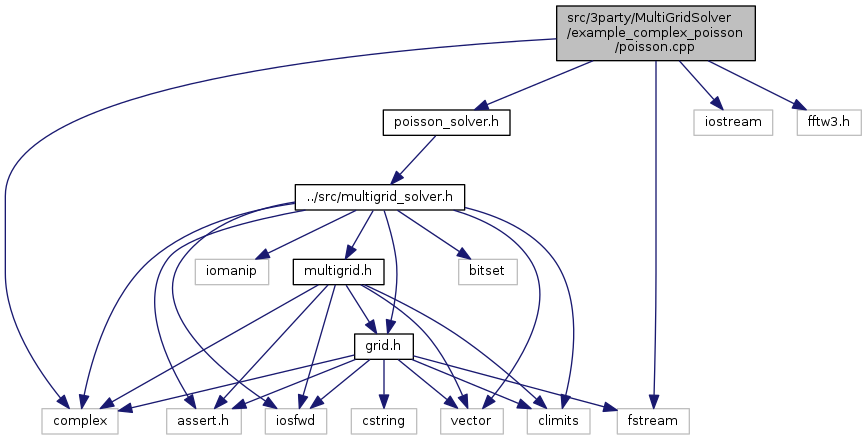 src/3party/MultiGridSolver
/example_complex_poisson
/poisson.cpp
poisson_solver.h
iostream
fftw3.h
../src/multigrid_solver.h
iomanip
multigrid.h
bitset
grid.h
complex
assert.h
iosfwd
cstring
vector
climits
fstream